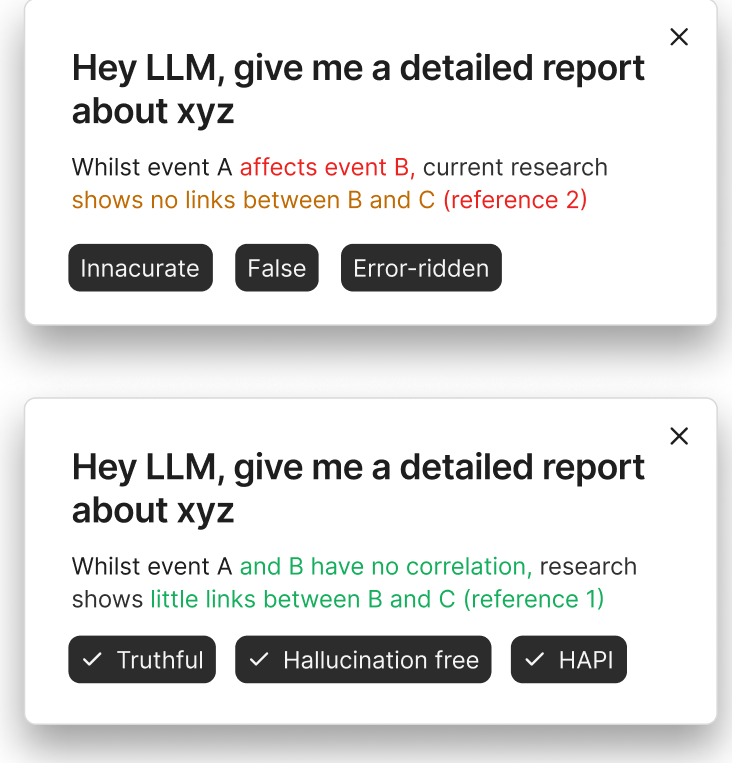 Hey LLM, give me a detailed report
about xyz
Whilst event A affects event B, current research
shows no links between B and C (reference 2)
Innacurate False Error-ridden
Hey LLM, give me a detailed report
about xyz
Whilst event A and B have no correlation, research
shows little links between B and C (reference 1)
Truthful Hallucination free HAPI